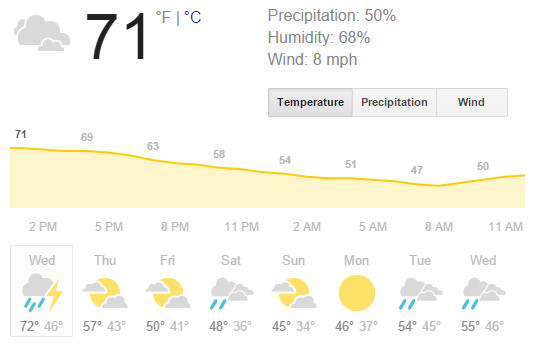 71 °F | °C
Precipitation: 50%
Humidity: 68%
Wind: 8 mph
Temperature Precipitation Wind
71 69 63 58 54 51 47 50
2 PM 5 PM 8 PM 11 PM 2 AM 5 AM 8 AM 11 AM
Wed Thu Fri Sat Sun Mon Tue Wed
72° 46° 57° 43° 50° 41° 48° 36° 45° 34° 46° 37° 54° 45° 55° 46°